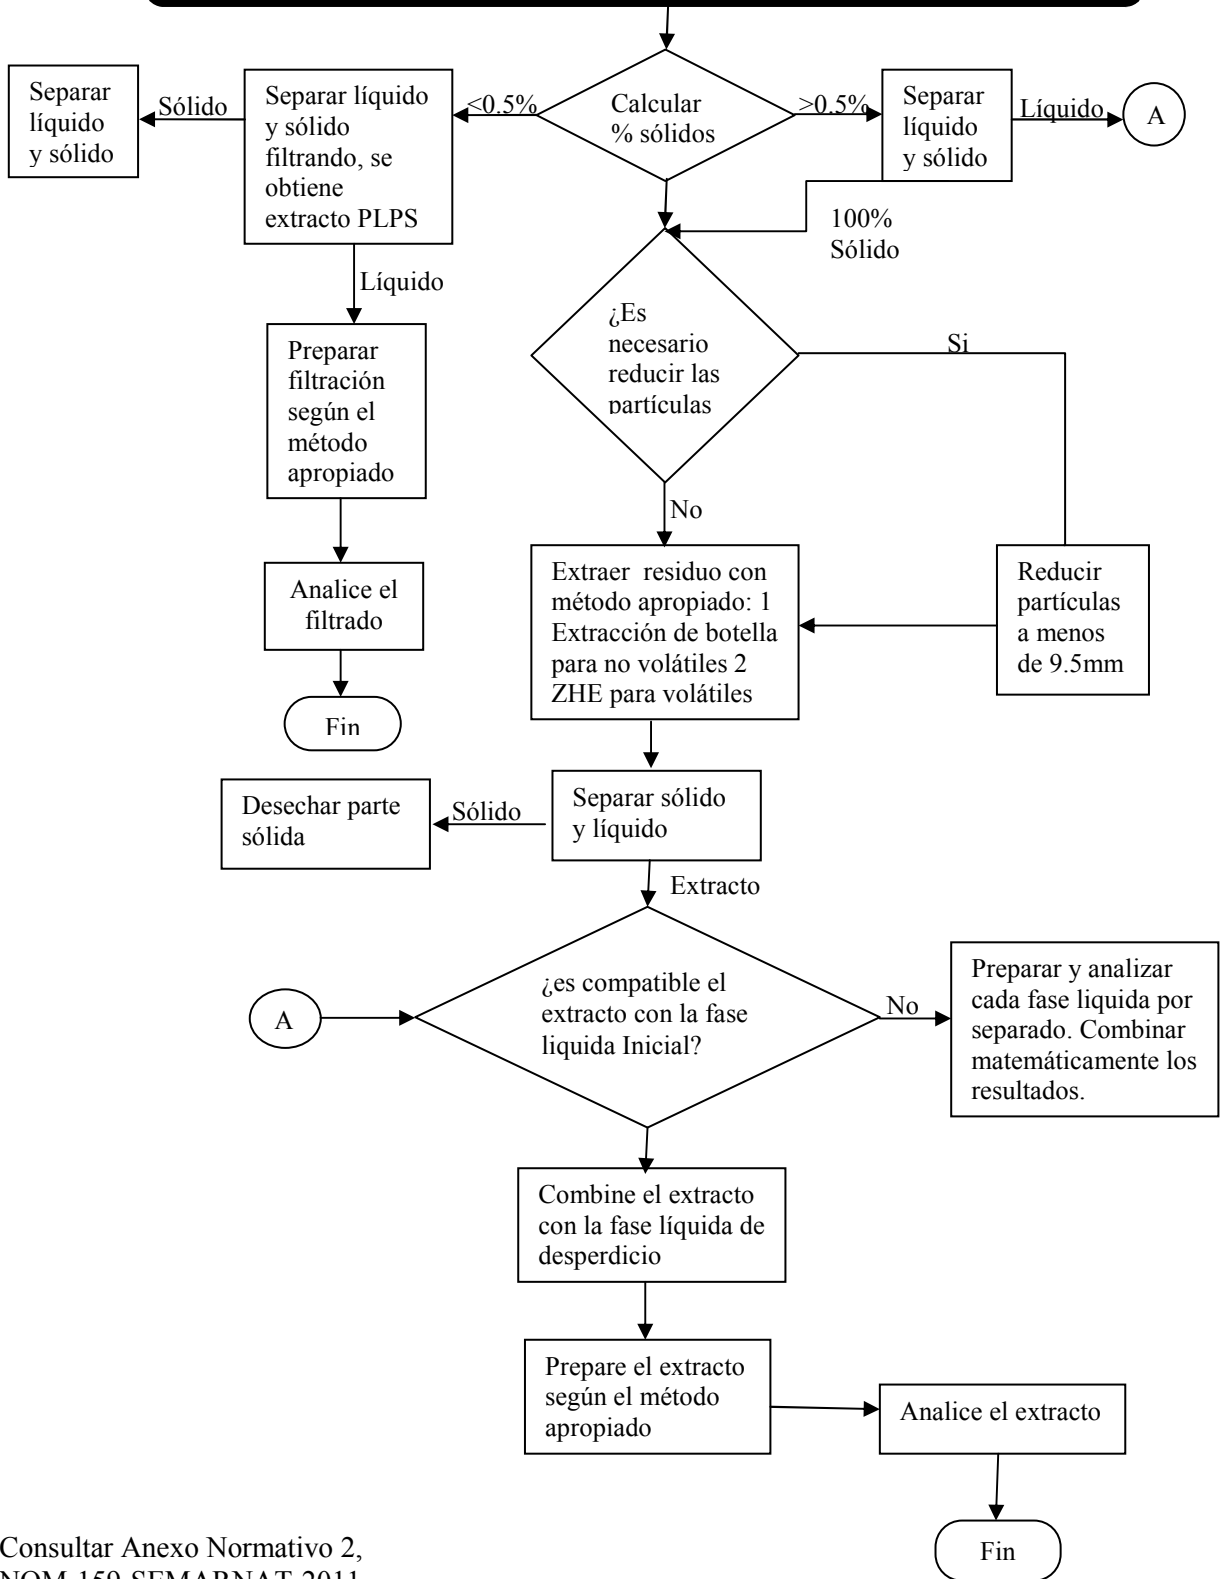 Separar
líquido
y sólido
Sólido
Separar líquido
y sólido
filtrando, se
obtiene
extracto PLPS
<0.5%
Calcular
% sólidos
>0.5%
Separar
líquido
y sólido
Líquido
A
100%
Sólido
Líquido
¿Es
necesario
reducir las
partículas
Si
Preparar
filtración
según el
método
apropiado
No
Analice el
filtrado
Extraer residuo con
método apropiado: 1
Extracción de botella
para no volátiles 2
ZHE para volátiles
Reducir
partículas
a menos
de 9.5mm
Fin
Desechar parte
sólida
Sólido
Separar sólido
y líquido
Extracto
A
¿es compatible el
extracto con la fase
liquida Inicial?
No
Preparar y analizar
cada fase liquida por
separado. Combinar
matemáticamente los
resultados.
Combine el extracto
con la fase líquida de
desperdicio
Prepare el extracto
según el método
apropiado
Analice el extracto
Fin
Consultar Anexo Normativo 2,
NOM 159 SEMARNAT 2011